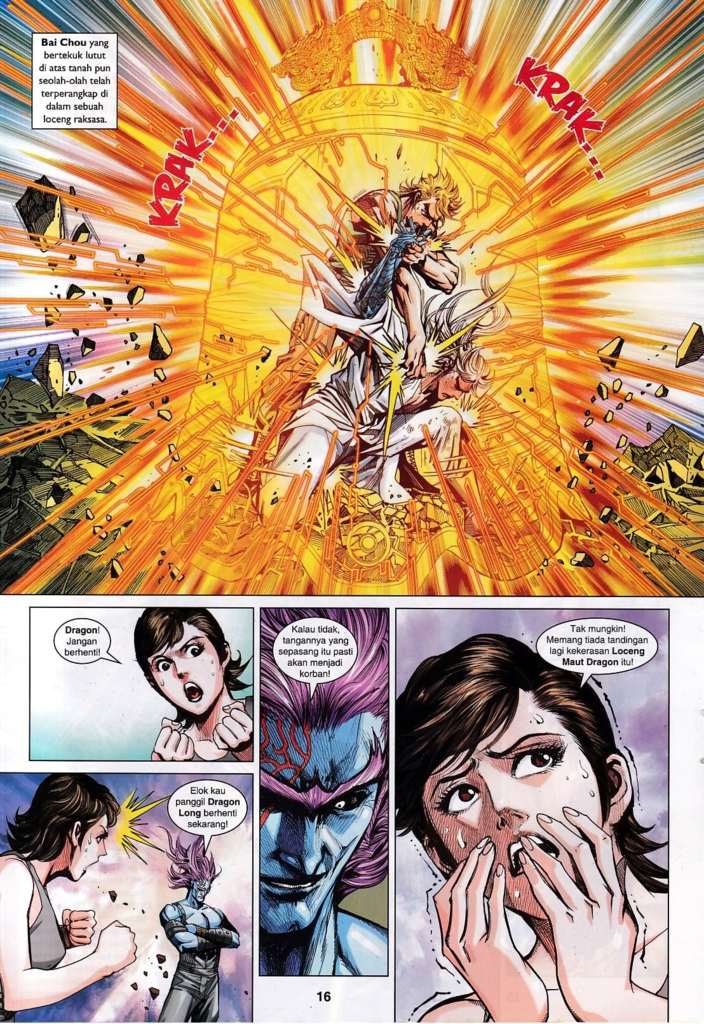 Bai Chou yang
bertekuk lutut
di atas tanah pun
seolah-olah telah
terperangkap di
dalam sebuah
loceng raksasa.
KRAK...
KRAK...
Dragon!
Jangan
berhenti!
Elok kau
panggil Dragon
Long berhenti
sekarang!
Kalau tidak,
tangannya yang
sepasang itu pasti
akan menjadi
korban!
Tak mungkin!
Memang tiada tandingan
lagi kekerasan Loceng
Maut Dragon itu!
16